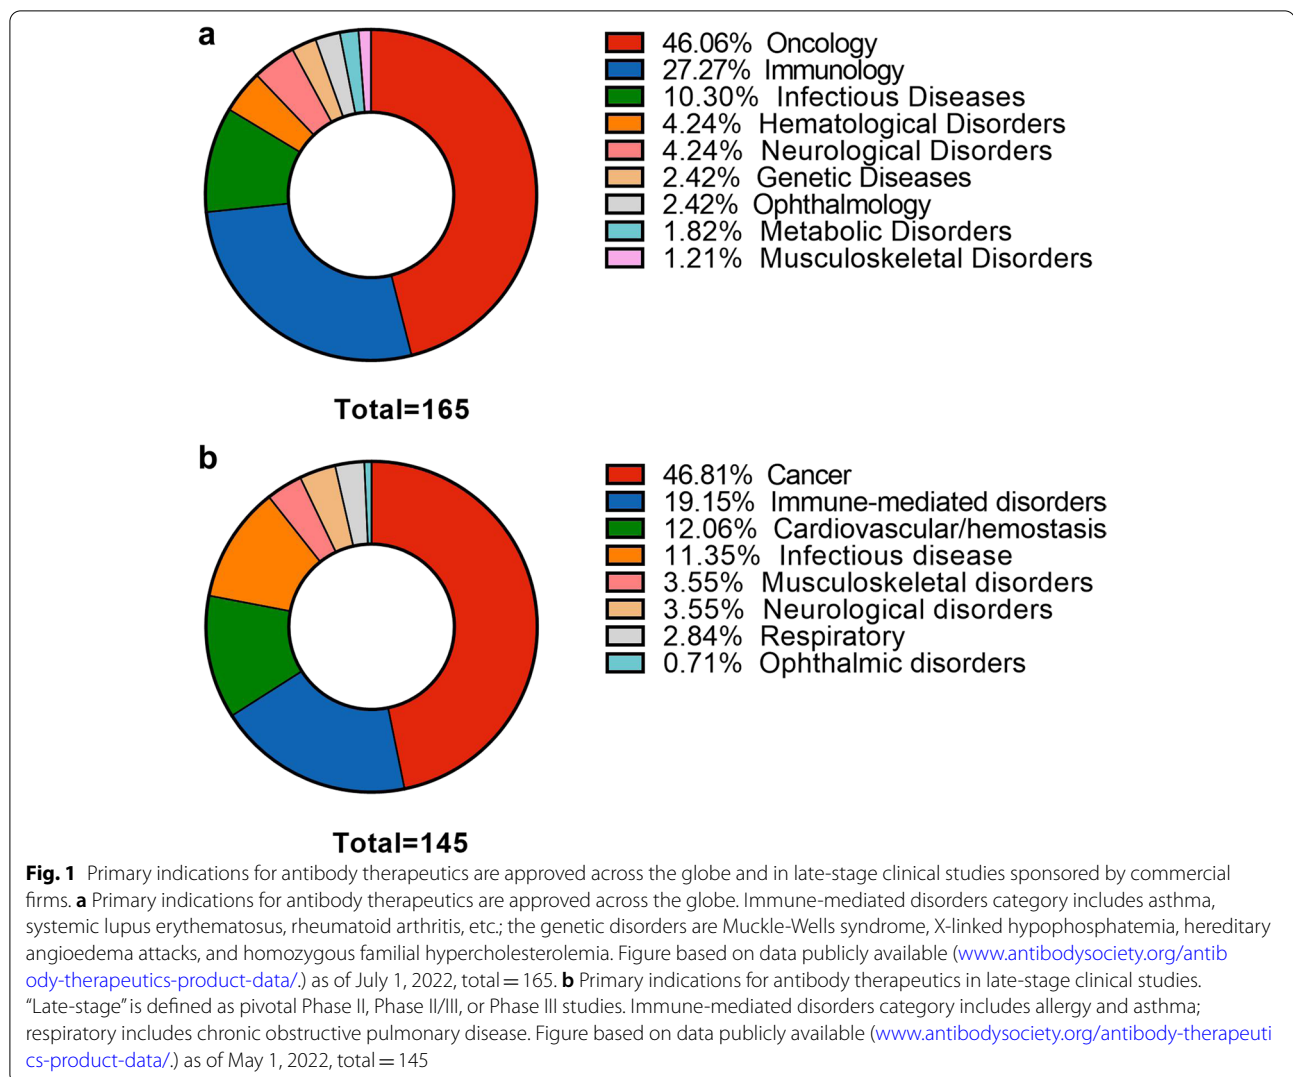 a
46.06% Oncology
27.27% Immunology
10.30% Infectious Diseases
4.24% Hematological Disorders
4.24% Neurological Disorders
2.42% Genetic Diseases
2.42% Ophthalmology
1.82% Metabolic Disorders
1.21% Musculoskeletal Disorders
Total=165
b
46.81% Cancer
19.15% Immune-mediated disorders
12.06% Cardiovascular/hemostasis
11.35% Infectious disease
3.55% Musculoskeletal disorders
3.55% Neurological disorders
2.84% Respiratory
0.71% Ophthalmic disorders
Total=145
Fig. 1 Primary indications for antibody therapeutics are approved across the globe and in late-stage clinical studies sponsored by commercial
firms. a Primary indications for antibody therapeutics are approved across the globe. Immune-mediated disorders category includes asthma,
systemic lupus erythematosus, rheumatoid arthritis, etc.; the genetic disorders are Muckle-Wells syndrome, X-linked hypophosphatemia, hereditary
angioedema attacks, and homozygous familial hypercholesterolemia. Figure based on data publicly available (www.antibodysociety.org/antib
ody-therapeutics-product-data/.) as of July 1, 2022, total = 165. b Primary indications for antibody therapeutics in late-stage clinical studies.
“Late-stage” is defined as pivotal Phase II, Phase II/III, or Phase III studies. Immune-mediated disorders category includes allergy and asthma;
respiratory includes chronic obstructive pulmonary disease. Figure based on data publicly available (www.antibodysociety.org/antibody-therapeuti
cs-product-data/.) as of May 1, 2022, total = 145